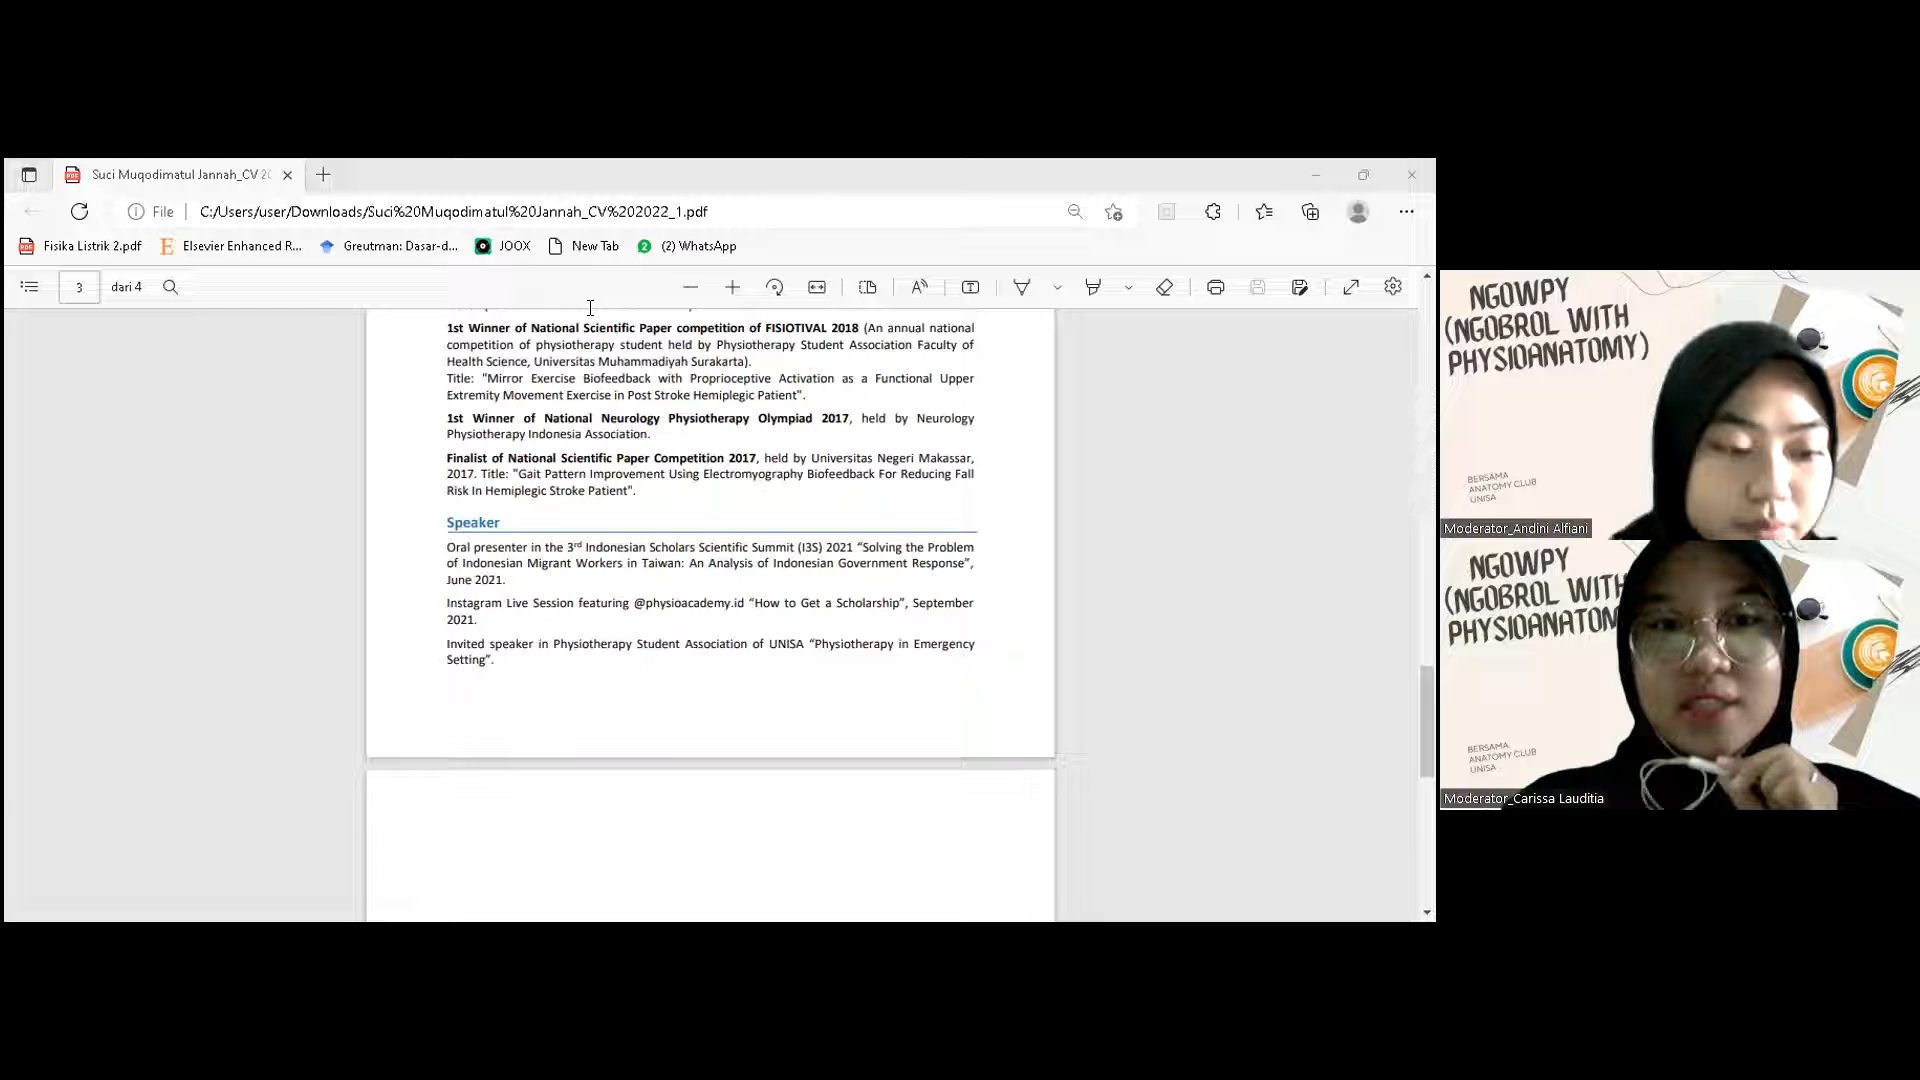 Suci Muqodimatul Jannah_CV 20
File
C:/Users/user/Downloads/Suci%20Muqodimatul%20Jannah_CV%202022_1.pdf
Fisika Listrik 2.pdf
Elsevier Enhanced R...
Greutman: Dasar-d...
JOOX
New Tab
(2) WhatsApp
3 dari 4
1st Winner of National Scientific Paper competition of FISIOTIVAL 2018 (An annual national
competition of physiotherapy student held by Physiotherapy Student Association Faculty of
Health Science, Universitas Muhammadiyah Surakarta).
Title: "Mirror Exercise Biofeedback with Proprioceptive Activation as a Functional Upper
Extremity Movement Exercise in Post Stroke Hemiplegic Patient".
1st Winner of National Neurology Physiotherapy Olympiad 2017, held by Neurology
Physiotherapy Indonesia Association.
Finalist of National Scientific Paper Competition 2017, held by Universitas Negeri Makassar,
2017. Title: "Gait Pattern Improvement Using Electromyography Biofeedback For Reducing Fall
Risk In Hemiplegic Stroke Patient".
Speaker
Oral presenter in the 3rd Indonesian Scholars Scientific Summit (I3S) 2021 “Solving the Problem
of Indonesian Migrant Workers in Taiwan: An Analysis of Indonesian Government Response”,
June 2021.
Instagram Live Session featuring @physioacademy.id “How to Get a Scholarship”, September
2021.
Invited speaker in Physiotherapy Student Association of UNISA “Physiotherapy in Emergency
Setting”.
NGOWPY
(NGOBROL WITH
PHYSIOANATOMY)
BERSAMA
ANATOMY CLUB
UNISA
Moderator_Andini Alfiani
NGOWPY
(NGOBROL WITH
PHYSIOANATOM
BERSAMA
ANATOMY CLUB
UNISA
Moderator_Carissa Lauditia